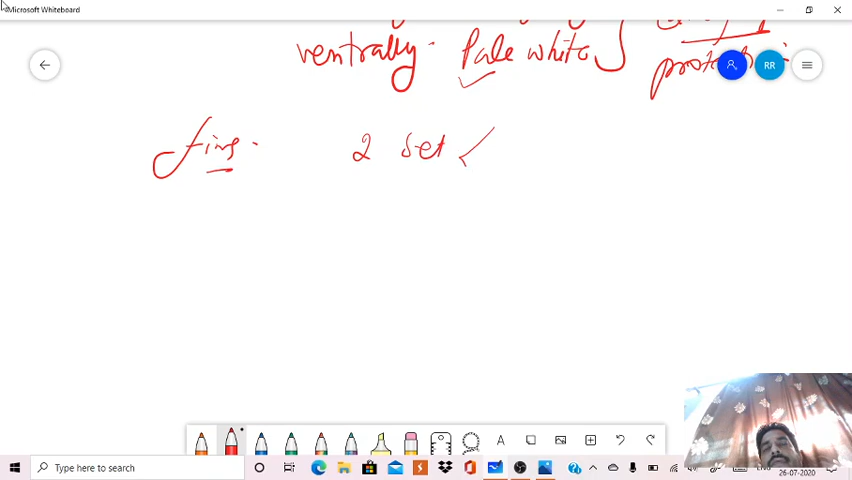 Microsoft Whiteboard
ventrally. Pale white
RR
fins. 2 set
A
Type here to search
26-07-2020